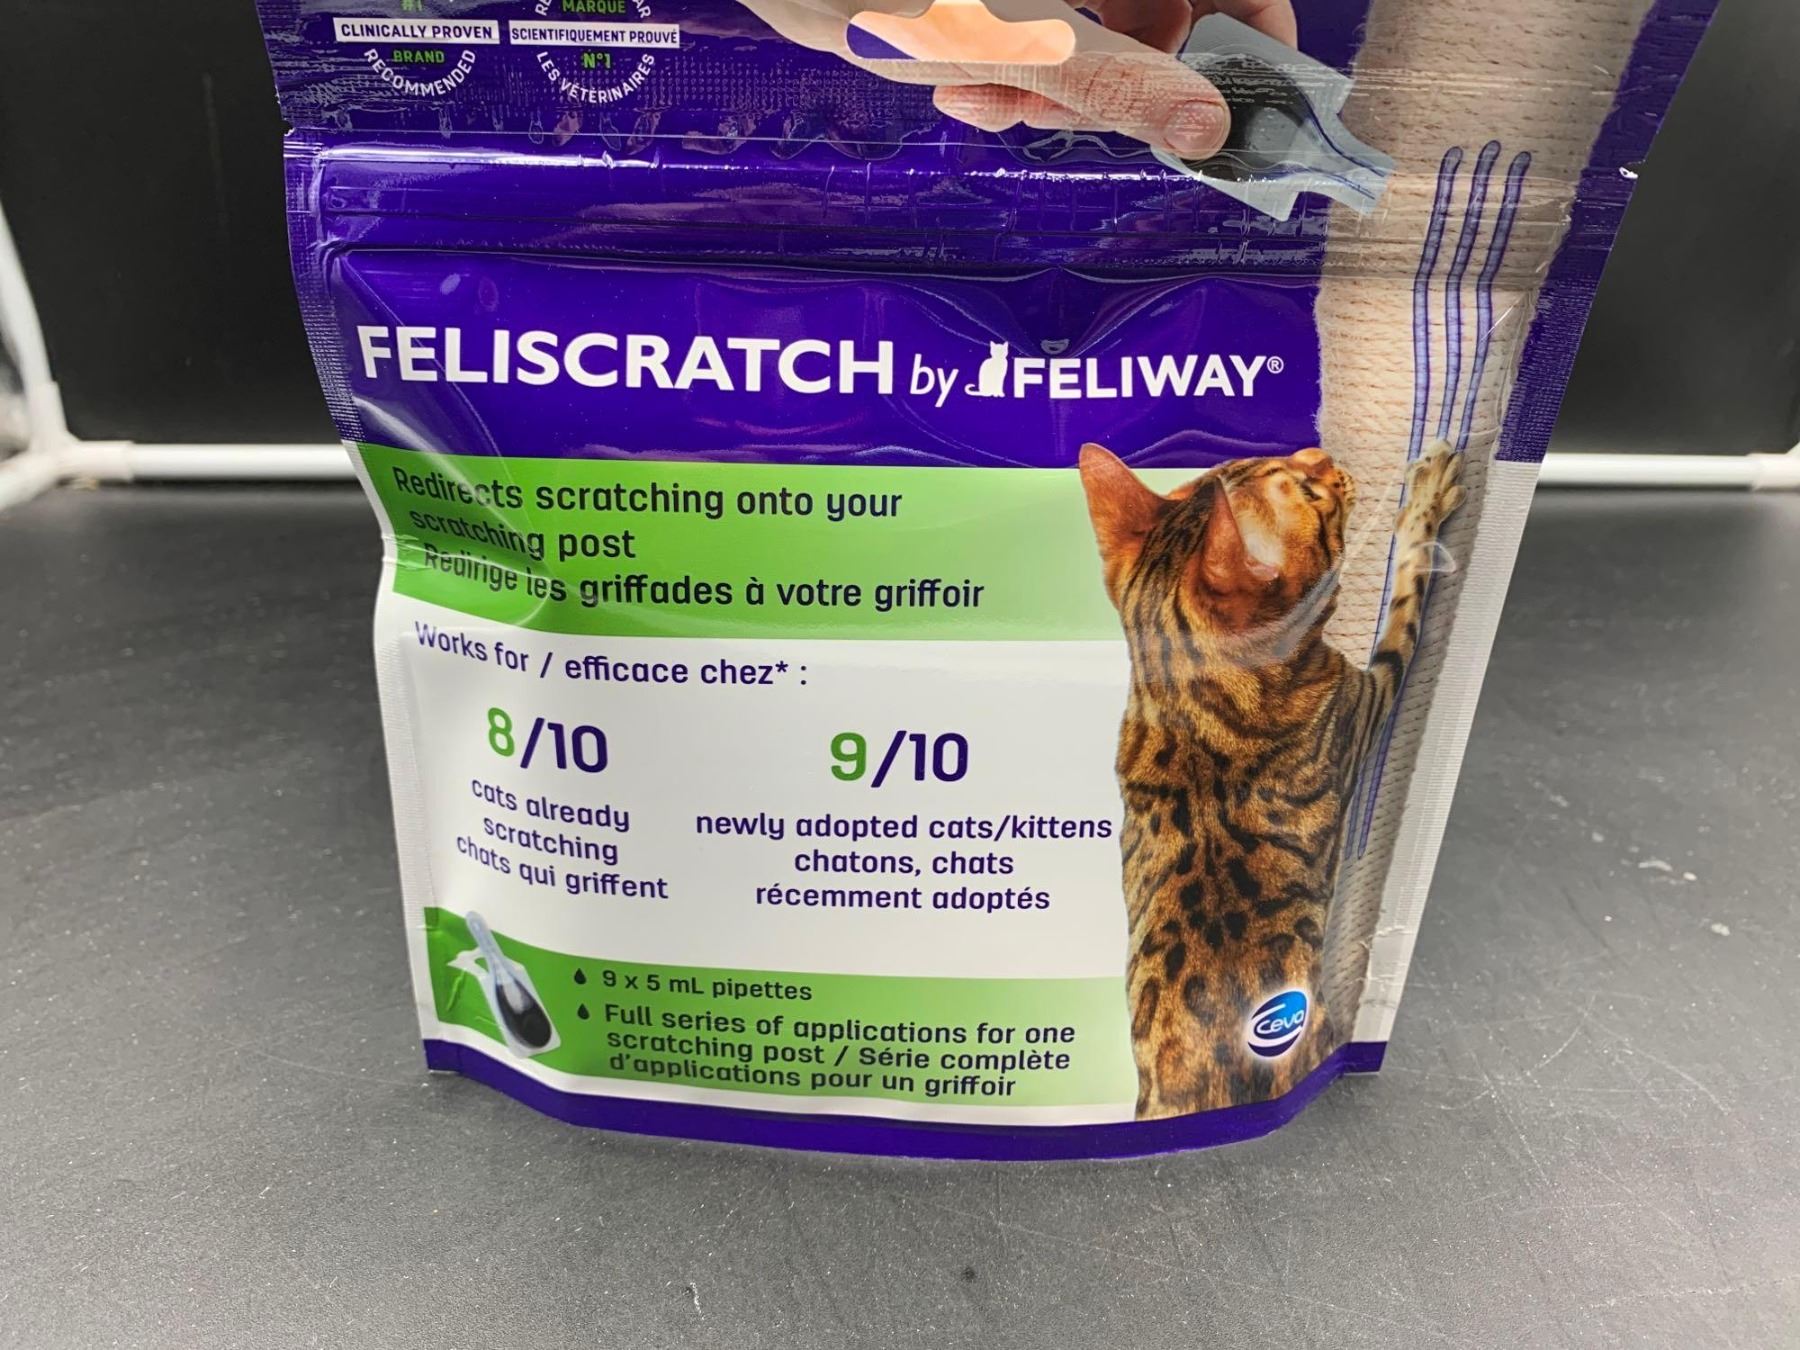 #1
CLINICALLY PROVEN
BRAND
RECOMMENDED
MARQUE
SCIENTIFIQUEMENT PROUVÉ
N°1
LES VÉTÉRINAIRES
FELISCRATCH by FELIWAY®
Redirects scratching onto your
scratching post
Redirige les griffades à votre griffoir
Works for / efficace chez* :
8/10
cats already
scratching
chats qui griffent
9/10
newly adopted cats/kittens
chatons, chats
récemment adoptés
9 x 5 mL pipettes
Full series of applications for one
scratching post / Série complète
d'applications pour un griffoir
Ceva